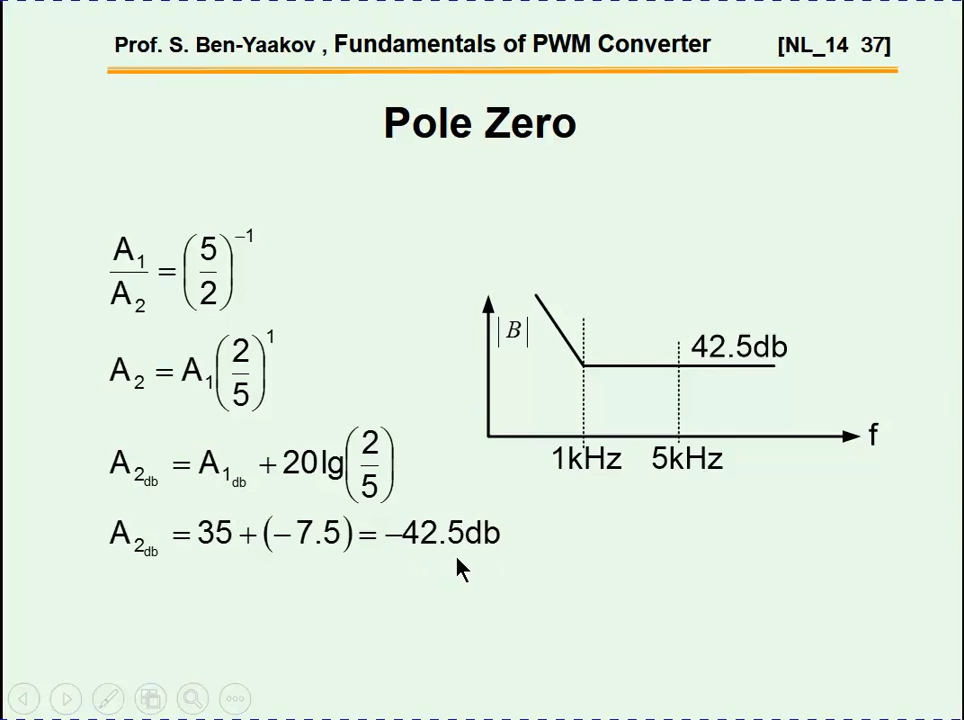 Prof. S. Ben-Yaakov , Fundamentals of PWM Converter [NL_14 37]
Pole Zero
A₁/A₂ = (5/2)⁻¹
A₂ = A₁(2/5)¹
A₂db = A₁db + 20lg(2/5)
A₂db = 35 + (−7.5) = −42.5db
|B|
42.5db
f
1kHz 5kHz